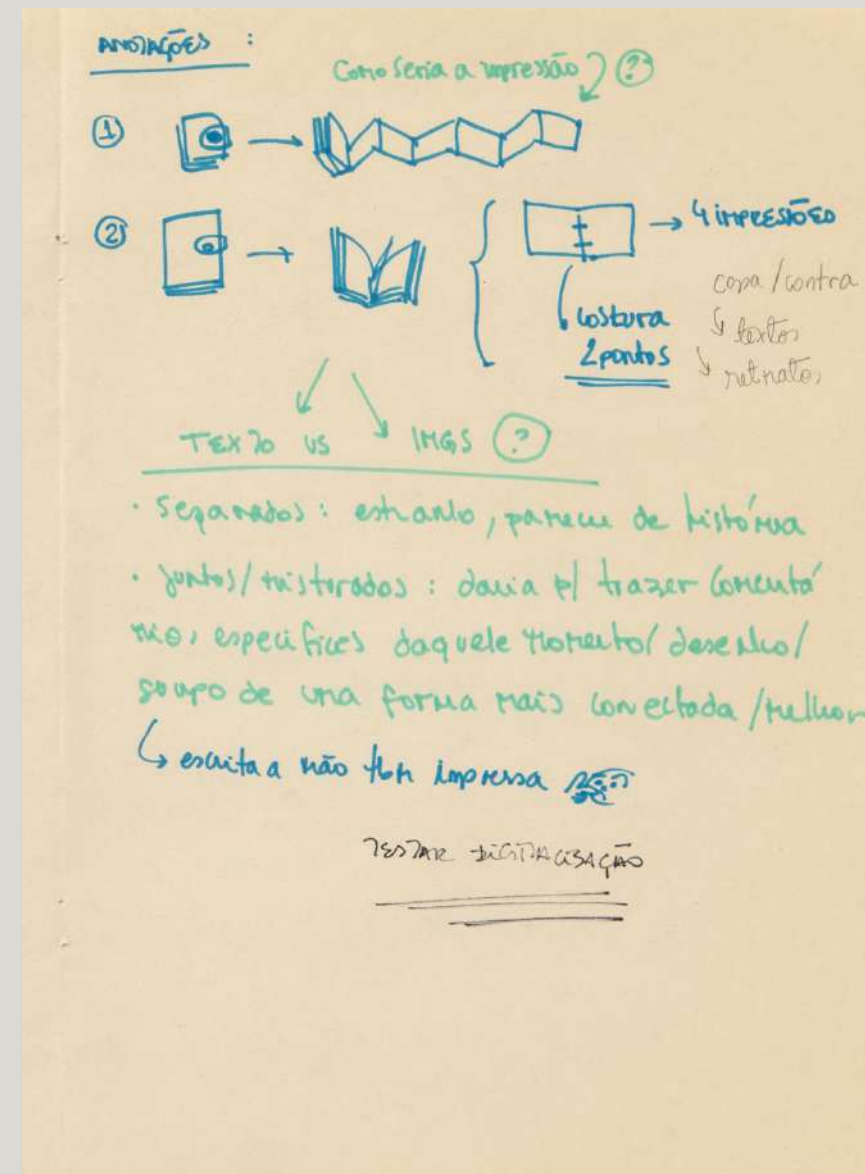 ANOTAÇÕES :
Como seria a impressão ?
1
2
→ 4 IMPRESSÕES
capa/contra
↳ textos
↳ retratos
costura
2 pontos
TEXTO VS IMGS ?
• Separados: estranho, parece de história
• juntos/misturados: daria p/ trazer comentá
rios específicos daquele momento/desenho/
grupo de uma forma mais conectada/melhor
↳ escrita a mão tbm impressa
TESTAR DIGITALIZAÇÃO